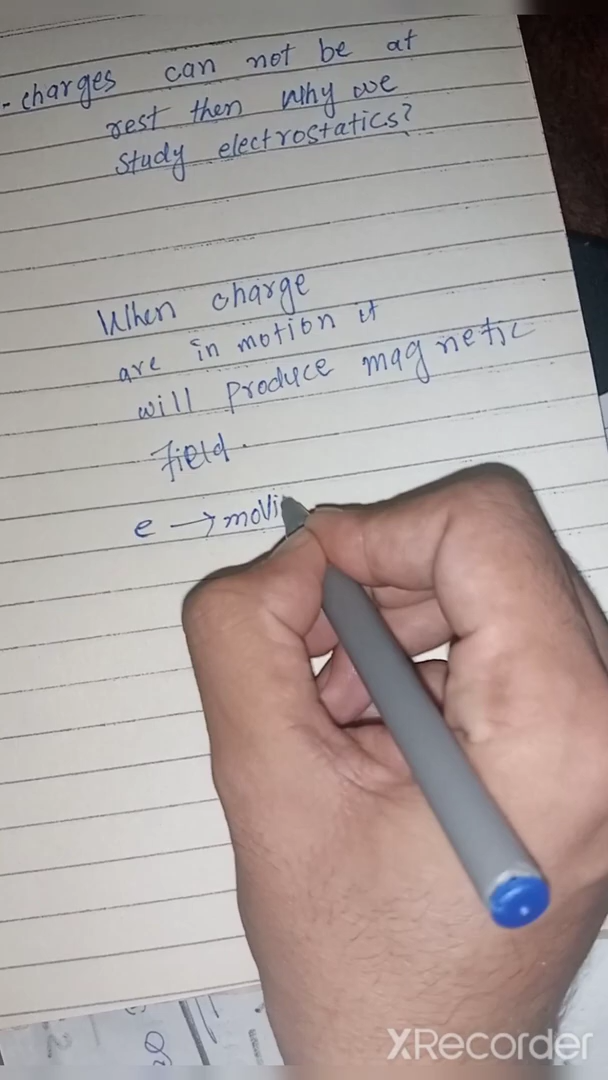 - charges can not be at
rest then Why we
study electrostatics?
When charge
are in motion it
will produce magnetic
field.
e → movi
XRecorder